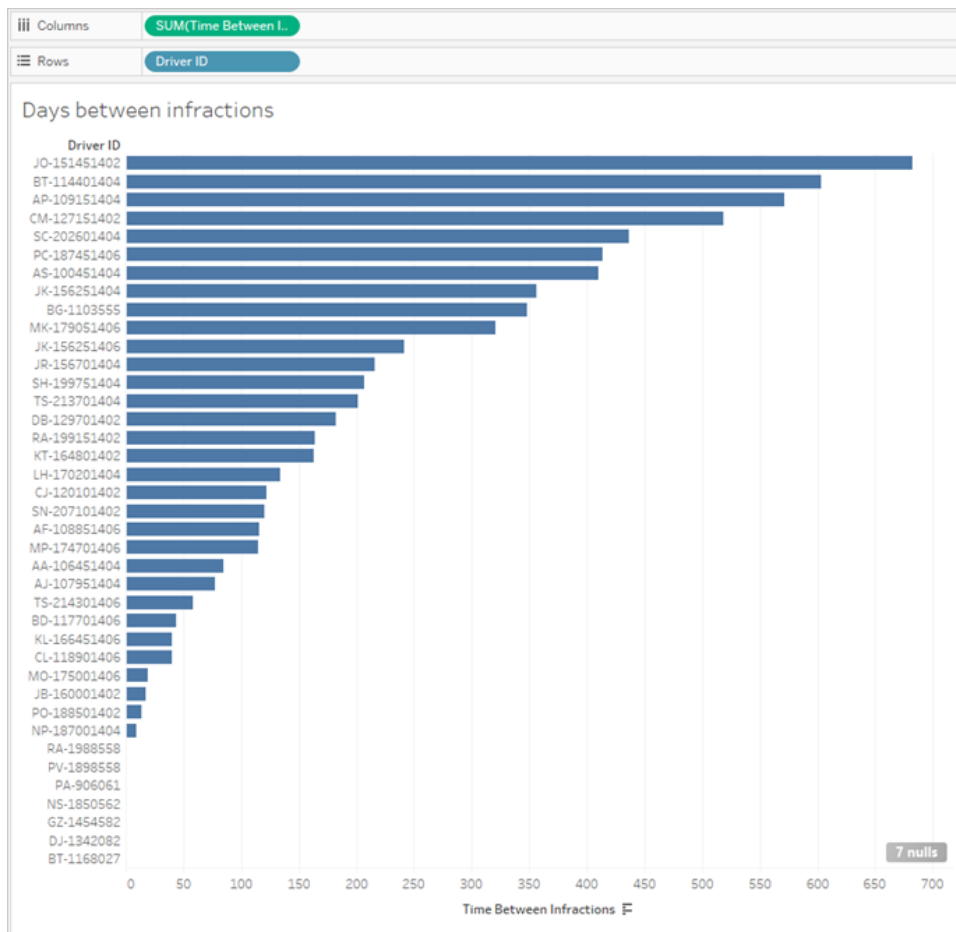 Columns SUM(Time Between I..
Rows Driver ID
Days between infractions
Driver ID
JO-151451402
BT-114401404
AP-109151404
CM-127151402
SC-202601404
PC-187451406
AS-100451404
JK-156251404
BG-1103555
MK-179051406
JK-156251406
JR-156701404
SH-199751404
TS-213701404
DB-129701402
RA-199151402
KT-164801402
LH-170201404
CJ-120101402
SN-207101402
AF-108851406
MP-174701406
AA-106451404
AJ-107951404
TS-214301406
BD-117701406
KL-166451406
CL-118901406
MO-175001406
JB-160001402
PO-188501402
NP-187001404
RA-1988558
PV-1898558
PA-906061
NS-1850562
GZ-1454582
DJ-1342082
BT-1168027
7 nulls
0 50 100 150 200 250 300 350 400 450 500 550 600 650 700
Time Between Infractions